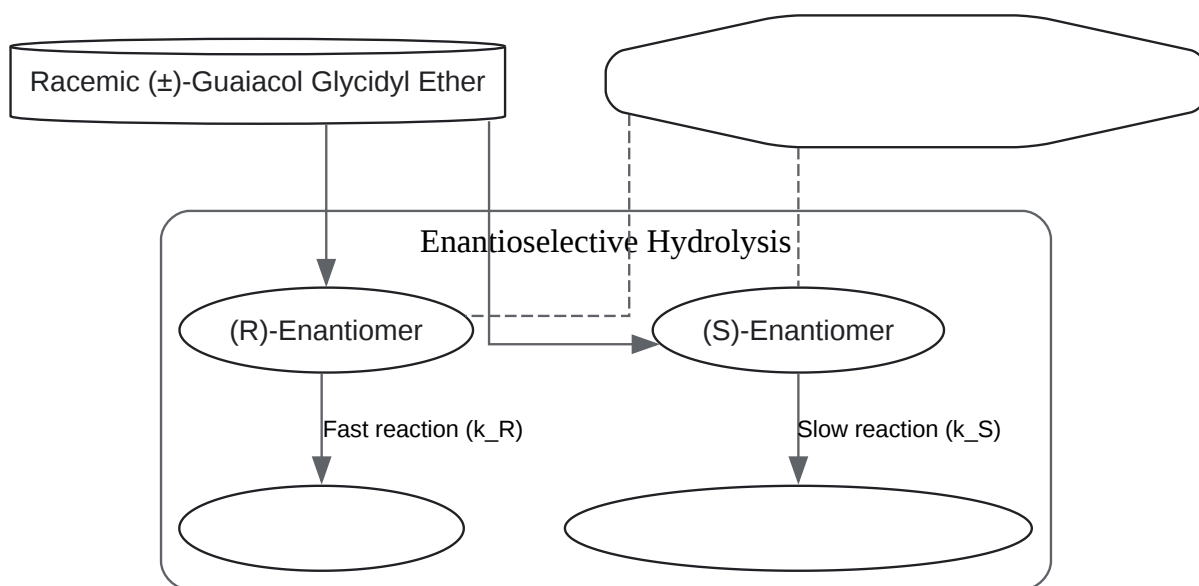 Racemic (±)-Guaiacol Glycidyl Ether
Enantioselective Hydrolysis
(R)-Enantiomer
(S)-Enantiomer
Fast reaction (k_R)
Slow reaction (k_S)